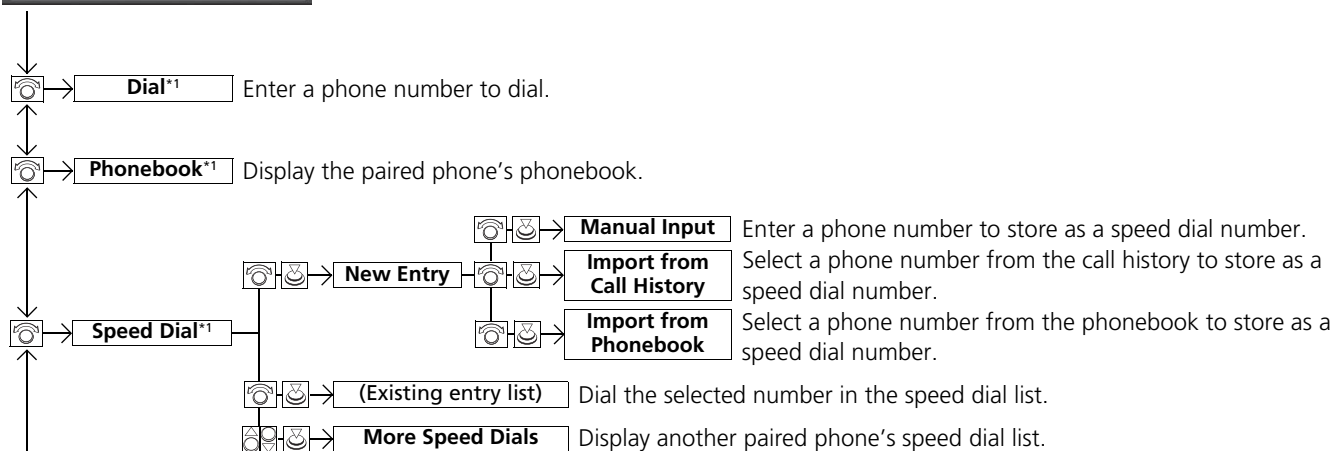 Dial*1 Enter a phone number to dial.
Phonebook*1 Display the paired phone’s phonebook.
Manual Input Enter a phone number to store as a speed dial number.
New Entry
Import from
Call History
Select a phone number from the call history to store as a
speed dial number.
Speed Dial*1
Import from
Phonebook
Select a phone number from the phonebook to store as a
speed dial number.
(Existing entry list) Dial the selected number in the speed dial list.
More Speed Dials Display another paired phone’s speed dial list.